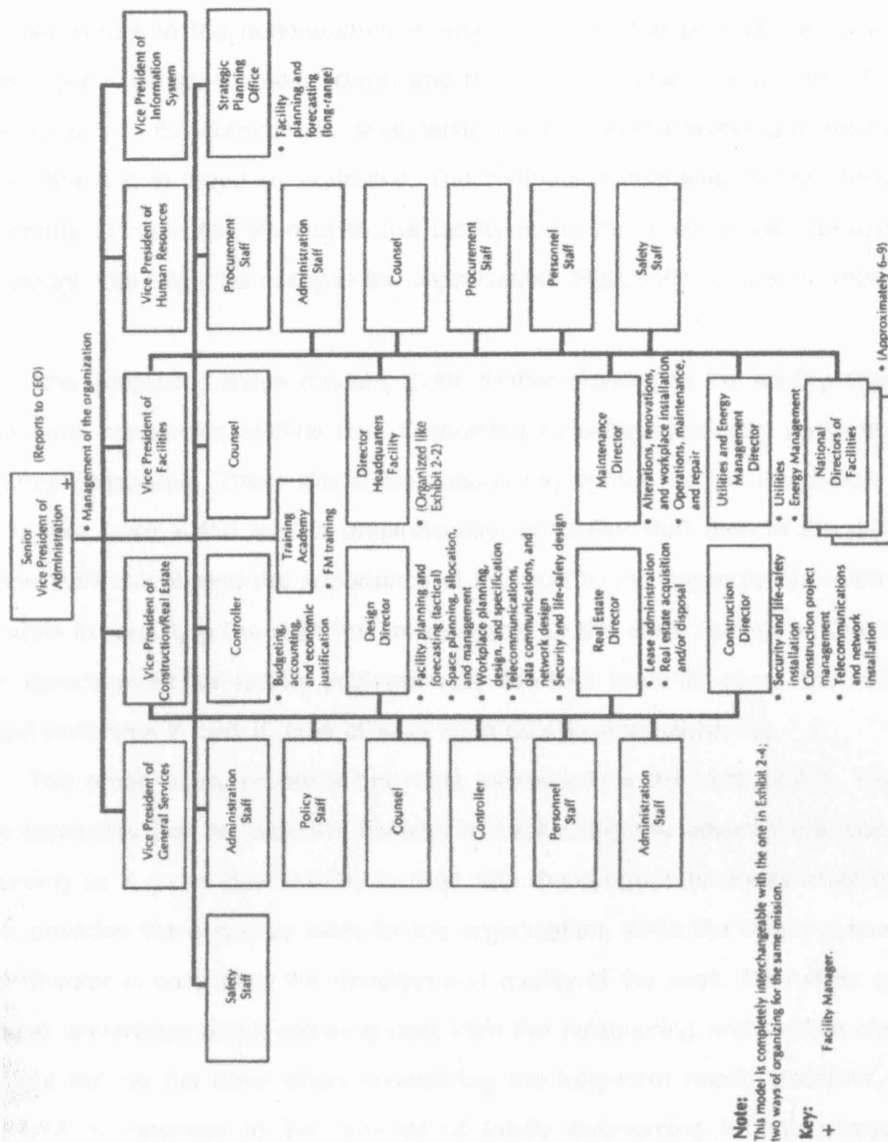 Senior
Vice President of
Administration
(Reports to CEO)
* Management of the organization
Vice President of
General Services
Vice President of
Construction/Real Estate
Vice President of
Facilities
Vice President of
Human Resources
Vice President of
Information
System
Safety
Staff
Administration
Staff
Controller
* Budgeting,
accounting,
and economic
justification
Training
Academy
* FM training
Counsel
Procurement
Staff
Strategic
Planning
Office
* Facility
planning and
forecasting
(long-range)
Policy
Staff
Counsel
Controller
Personnel
Staff
Administration
Staff
Design
Director
* Facility planning and
forecasting (tactical)
* Space planning, allocation,
and management
* Workplace planning,
design, and specification
* Telecommunications,
data communications, and
network design
* Security and life-safety design
Real Estate
Director
* Lease administration
* Real estate acquisition
and/or disposal
Construction
Director
* Security and life-safety
installation
* Construction project
management
* Telecommunications
and network
Installation
Director
Headquarters
Facility
(Organized like
Exhibit 2-2)
Maintenance
Director
* Alterations, renovations,
and workplace installation
* Operations, maintenance,
and repair
Utilities and Energy
Management
Director
* Utilities
* Energy Management
National
Directors of
Facilities
* (Approximately 6–9)
Administration
Staff
Counsel
Procurement
Staff
Personnel
Staff
Safety
Staff
Note:
This model is completely interchangeable with the one in Exhibit 2-4;
two ways of organizing for the same mission.
Key:
+ Facility Manager.